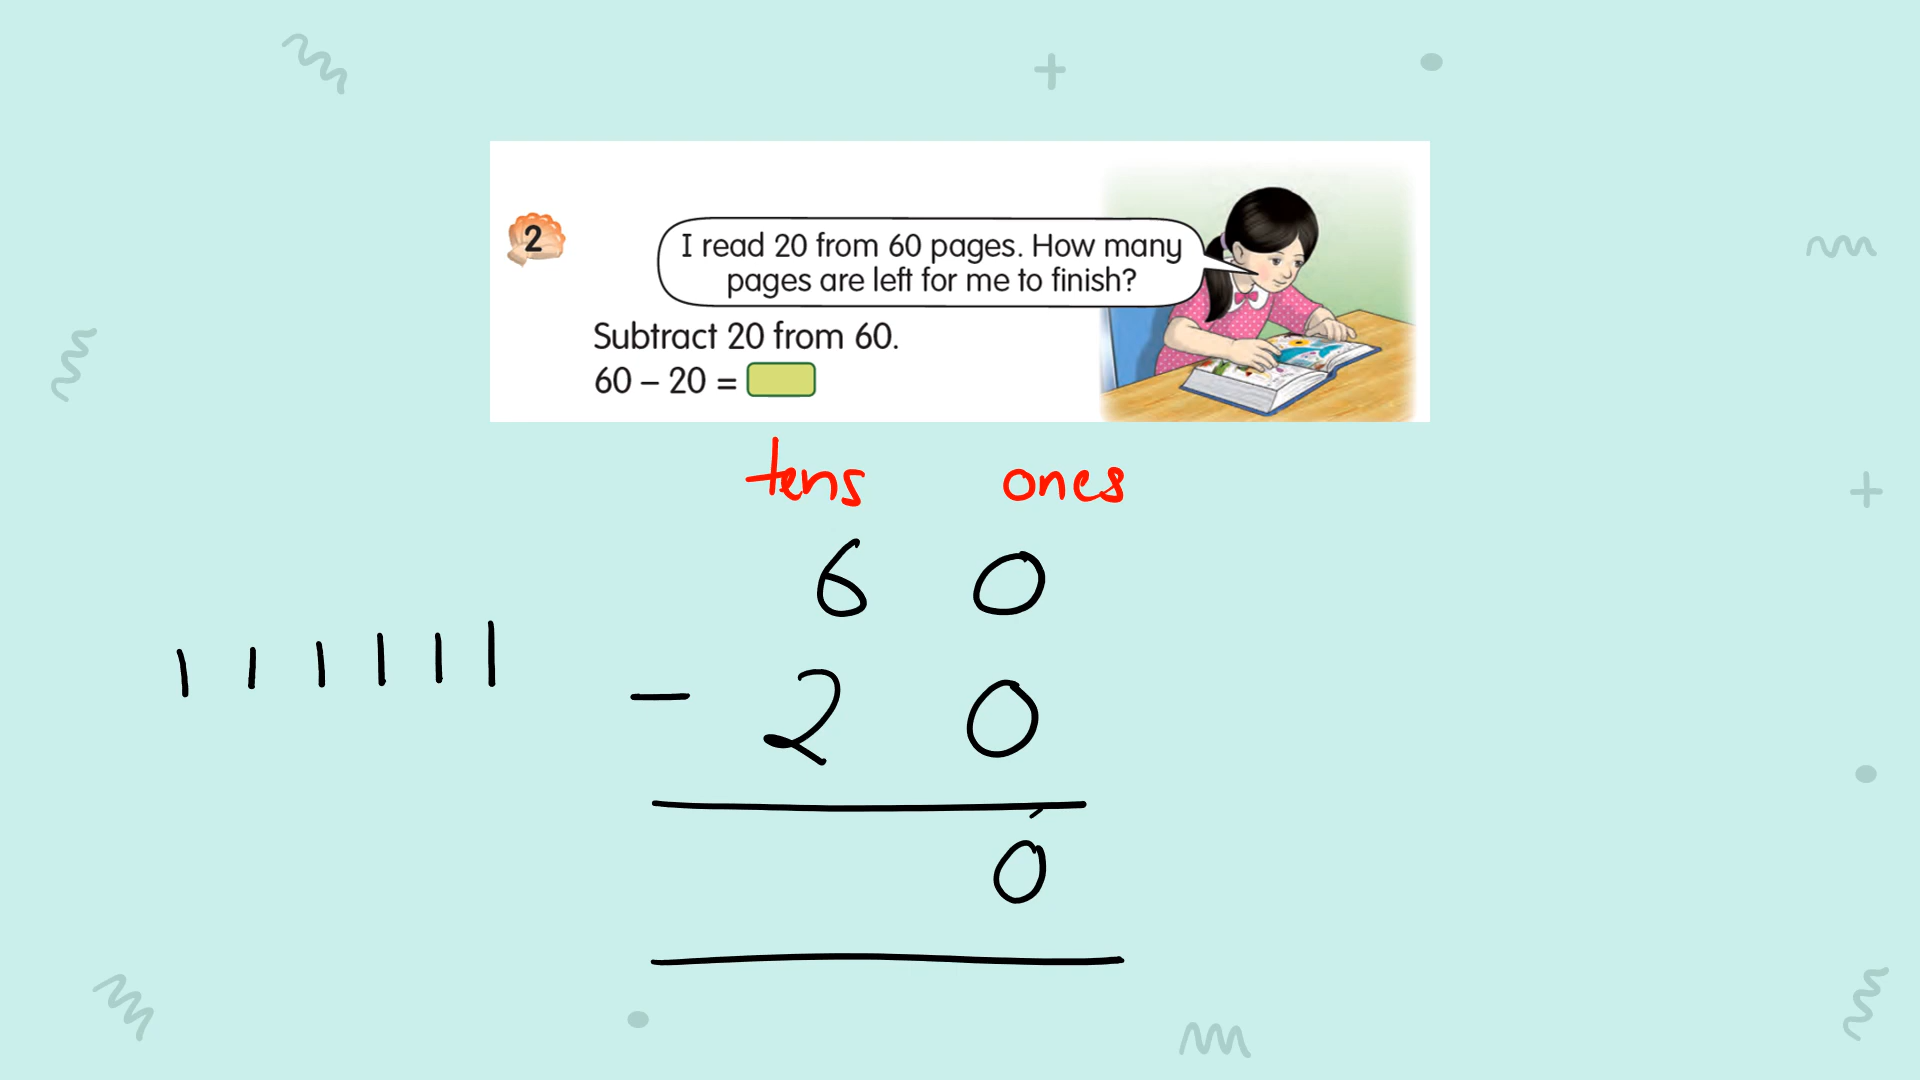 2
I read 20 from 60 pages. How many
pages are left for me to finish?
Subtract 20 from 60.
60 – 20 =
tens ones
6 0
| | | | | |
– 2 0
0